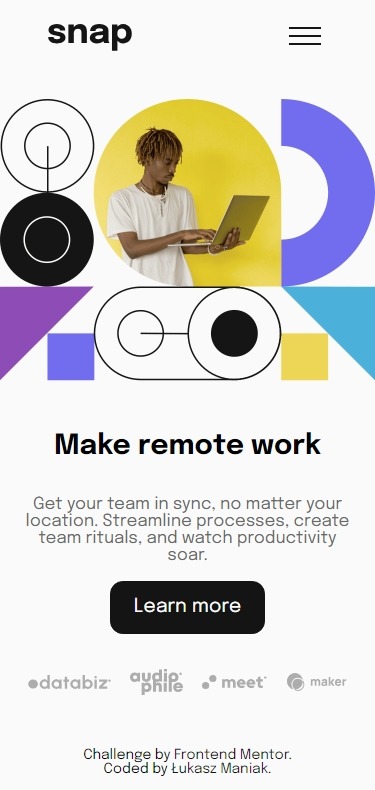 snap
Make remote work
Get your team in sync, no matter your
location. Streamline processes, create
team rituals, and watch productivity
soar.
Learn more
databiz audiophile meet maker
Challenge by Frontend Mentor.
Coded by Łukasz Maniak.